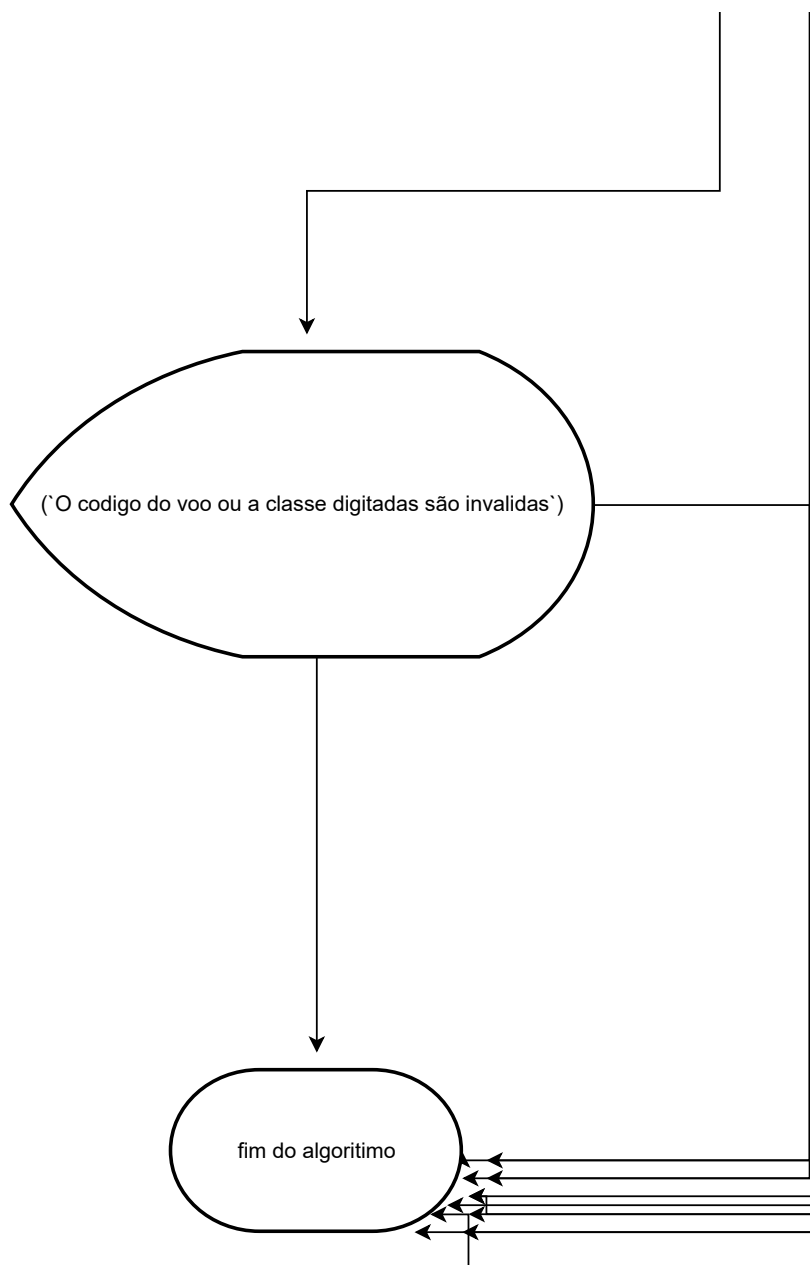 (`O codigo do voo ou a classe digitadas são invalidas`)
fim do algoritimo